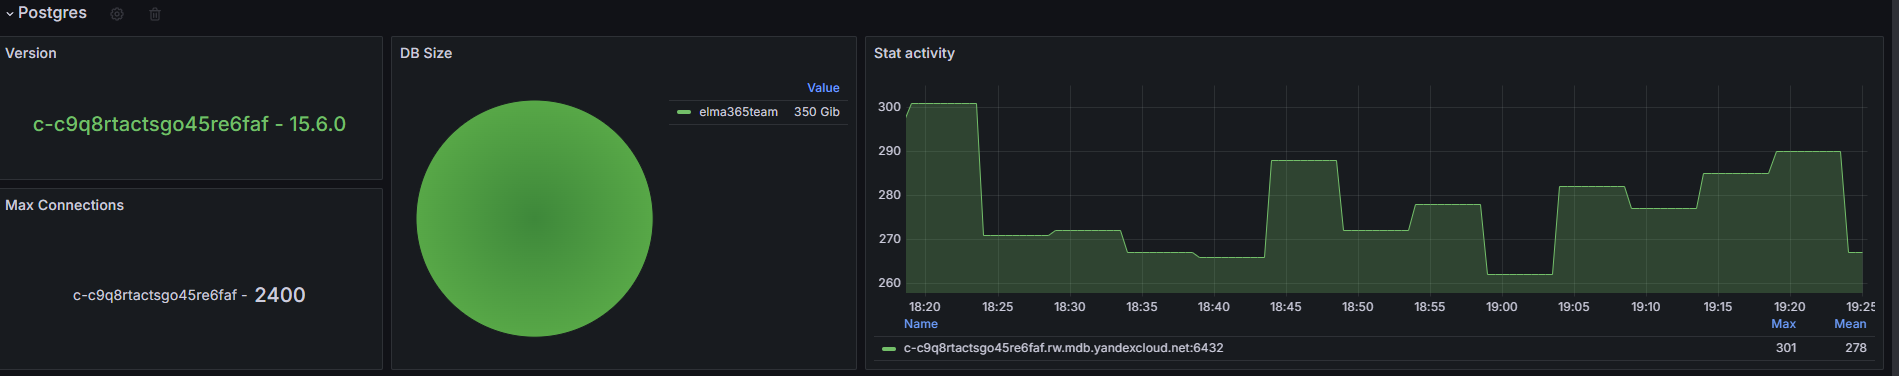 Postgres
Version
c-c9q8rtactsgo45re6faf - 15.6.0
Max Connections
c-c9q8rtactsgo45re6faf - 2400
DB Size
Value
elma365team 350 Gib
Stat activity
300
290
280
270
260
18:20 18:25 18:30 18:35 18:40 18:45 18:50 18:55 19:00 19:05 19:10 19:15 19:20 19:25
Name Max Mean
c-c9q8rtactsgo45re6faf.rw.mdb.yandexcloud.net:6432 301 278